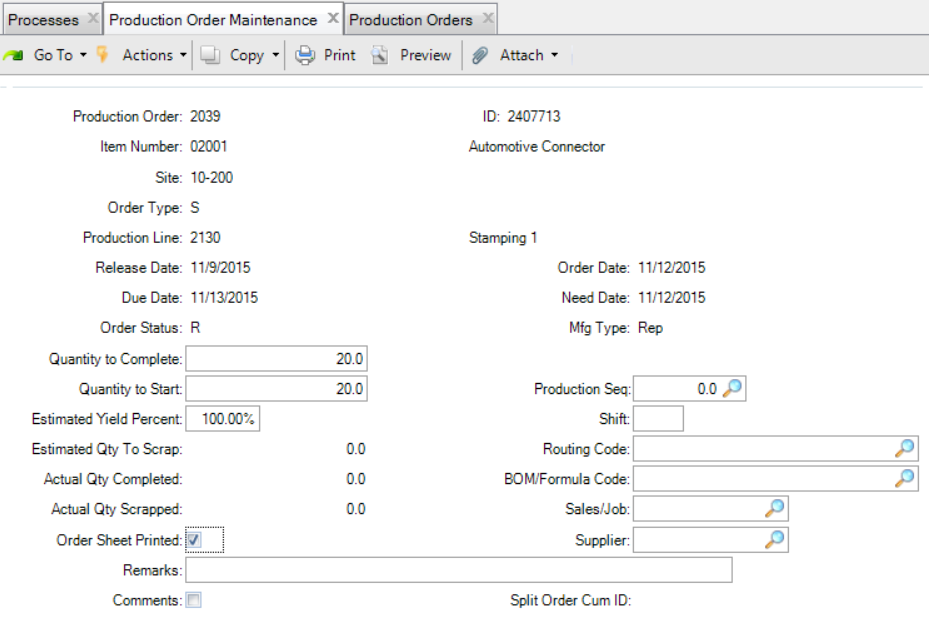 Processes Production Order Maintenance Production Orders
Go To Actions Copy Print Preview Attach
Production Order: 2039 ID: 2407713
Item Number: 02001 Automotive Connector
Site: 10-200
Order Type: S
Production Line: 2130 Stamping 1
Release Date: 11/9/2015 Order Date: 11/12/2015
Due Date: 11/13/2015 Need Date: 11/12/2015
Order Status: R Mfg Type: Rep
Quantity to Complete: 20.0
Quantity to Start: 20.0 Production Seq: 0.0
Estimated Yield Percent: 100.00% Shift:
Estimated Qty To Scrap: 0.0 Routing Code:
Actual Qty Completed: 0.0 BOM/Formula Code:
Actual Qty Scrapped: 0.0 Sales/Job:
Order Sheet Printed: Supplier:
Remarks:
Comments: Split Order Cum ID: